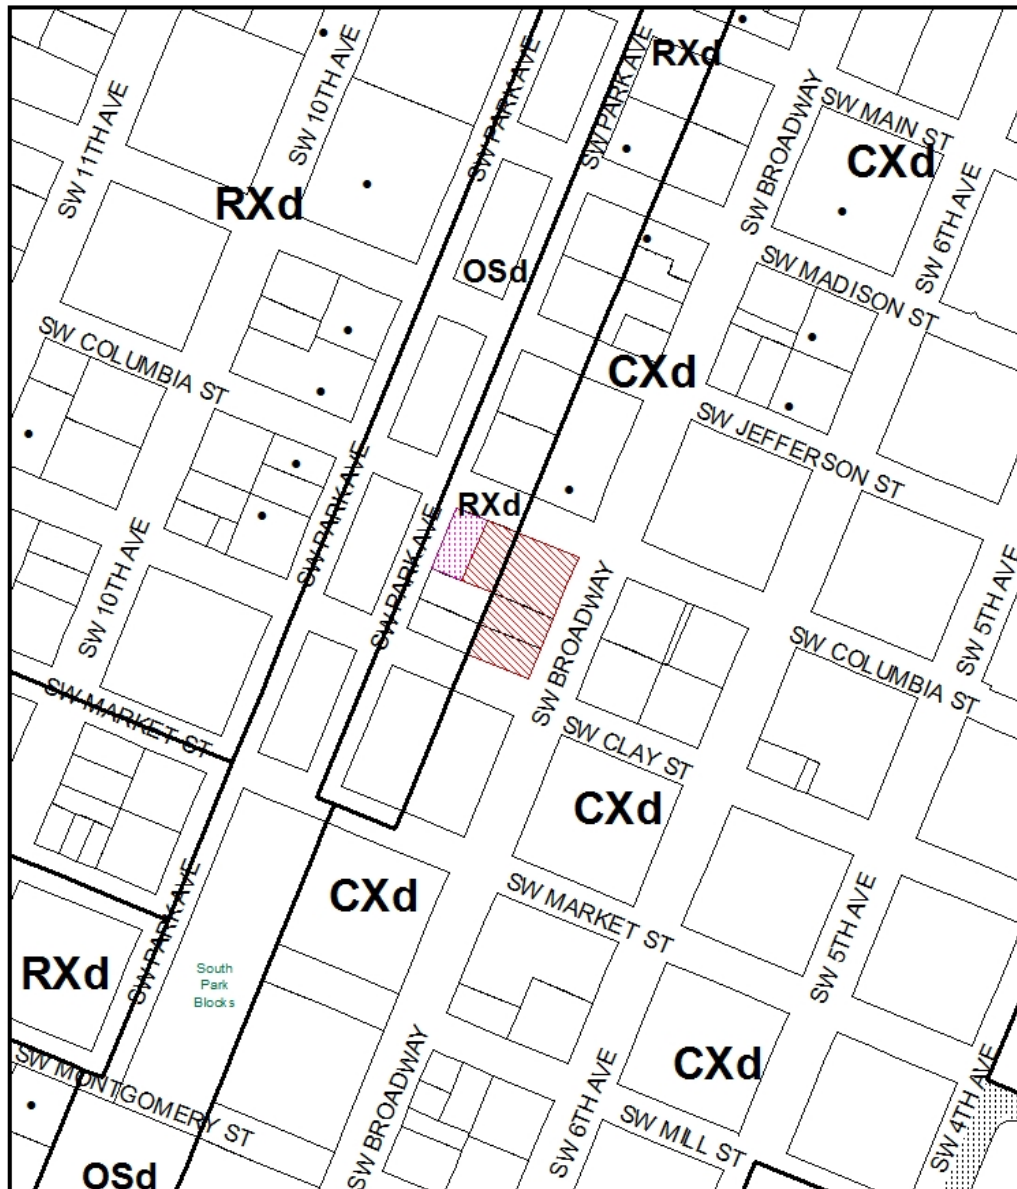 RXd
SW PARK AVE
SW PARK AVE
SW 10TH AVE
SW 11TH AVE
SW BROADWAY
SW MAIN ST
CXd
SW 6TH AVE
RXd
OSd
SW MADISON ST
SW COLUMBIA ST
CXd
SW JEFFERSON ST
SW PARK AVE
RXd
SW PARK AVE
SW 10TH AVE
SW BROADWAY
SW 5TH AVE
SW COLUMBIA ST
SW MARKET ST
SW CLAY ST
CXd
CXd
SW MARKET ST
SW PARK AVE
SW 5TH AVE
RXd
South
Park
Blocks
CXd
SW MONTGOMERY ST
SW BROADWAY
SW 6TH AVE
SW MILL ST
SW 4TH AVE
OSd